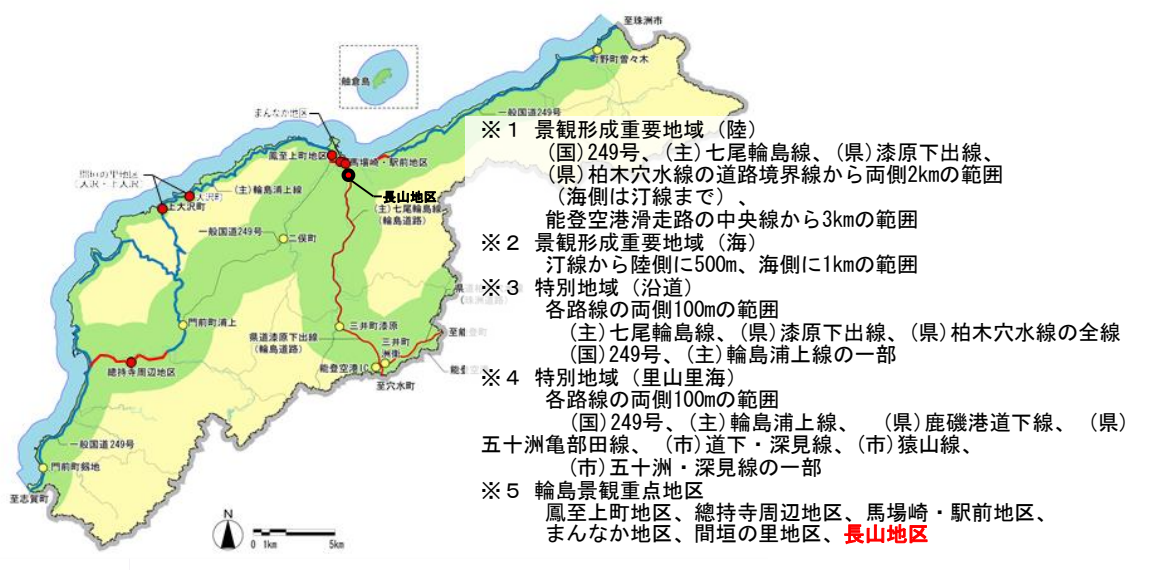 至珠洲市
町野町曽々木
舳倉島
一般国道249号
まんなか地区
鳳至上町地区
馬場崎・駅前地区
長山地区
間垣の里地区
(大沢・上大沢)
大沢町
上大沢町
(主)輪島浦上線
(主)七尾輪島線
(輪島道路)
一般国道249号
二俣町
門前町浦上
三井町漆原
県道漆原下出線
(輪島道路)
三井町
洲衛
能登空港IC
至穴水町
總持寺周辺地区
一般国道249号
門前町剱地
至志賀町
N
0 1km 5km
※1 景観形成重要地域(陸)
(国)249号、(主)七尾輪島線、(県)漆原下出線、
(県)柏木穴水線の道路境界線から両側2kmの範囲
(海側は汀線まで)、
能登空港滑走路の中央線から3kmの範囲
※2 景観形成重要地域(海)
汀線から陸側に500m、海側に1kmの範囲
※3 特別地域(沿道)
各路線の両側100mの範囲
(主)七尾輪島線、(県)漆原下出線、(県)柏木穴水線の全線
(国)249号、(主)輪島浦上線の一部
※4 特別地域(里山里海)
各路線の両側100mの範囲
(国)249号、(主)輪島浦上線、 (県)鹿磯港道下線、 (県)
五十洲亀部田線、 (市)道下・深見線、(市)猿山線、
(市)五十洲・深見線の一部
※5 輪島景観重点地区
鳳至上町地区、總持寺周辺地区、馬場崎・駅前地区、
まんなか地区、間垣の里地区、長山地区